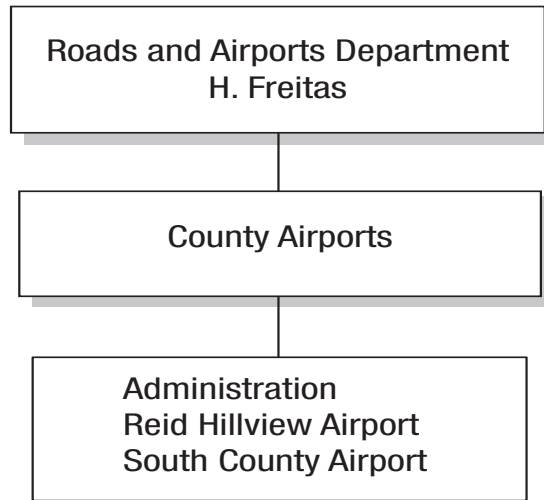 Roads and Airports Department
H. Freitas
County Airports
Administration
Reid Hillview Airport
South County Airport